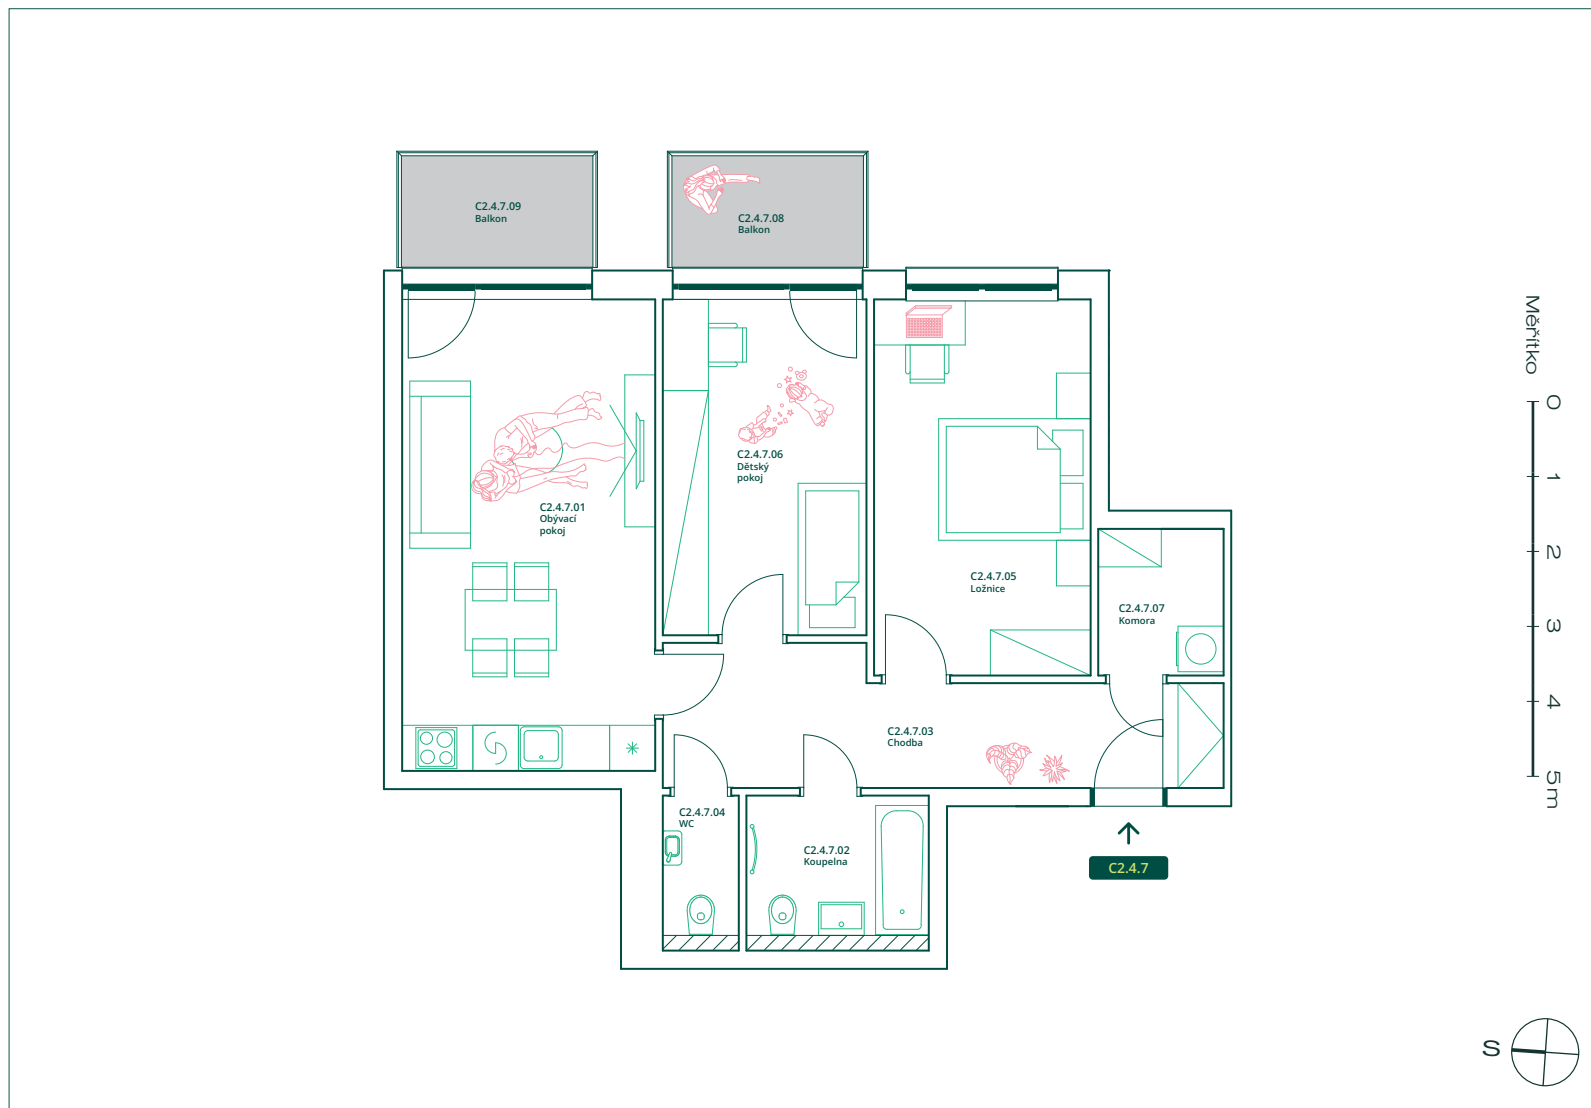 C2.4.7.09
Balkon
C2.4.7.08
Balkon
C2.4.7.06
Dětský
pokoj
C2.4.7.01
Obývací
pokoj
C2.4.7.05
Ložnice
C2.4.7.07
Komora
C2.4.7.03
Chodba
C2.4.7.04
WC
C2.4.7.02
Koupelna
C2.4.7
Měřítko
0
1
2
3
4
5m
S